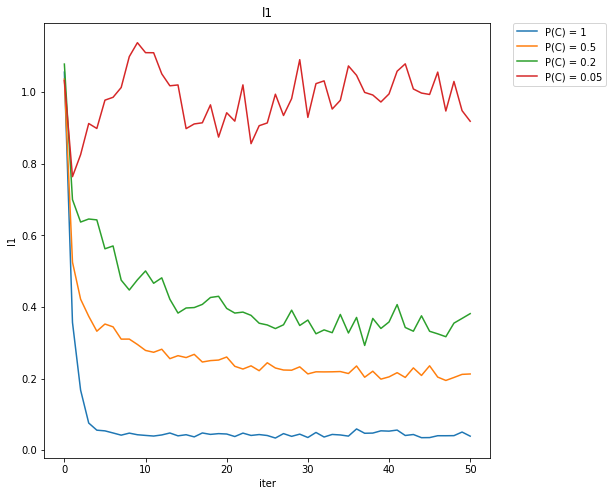 l1
P(C) = 1
P(C) = 0.5
P(C) = 0.2
P(C) = 0.05
l1
1.0
0.8
0.6
0.4
0.2
0.0
0 10 20 30 40 50
iter